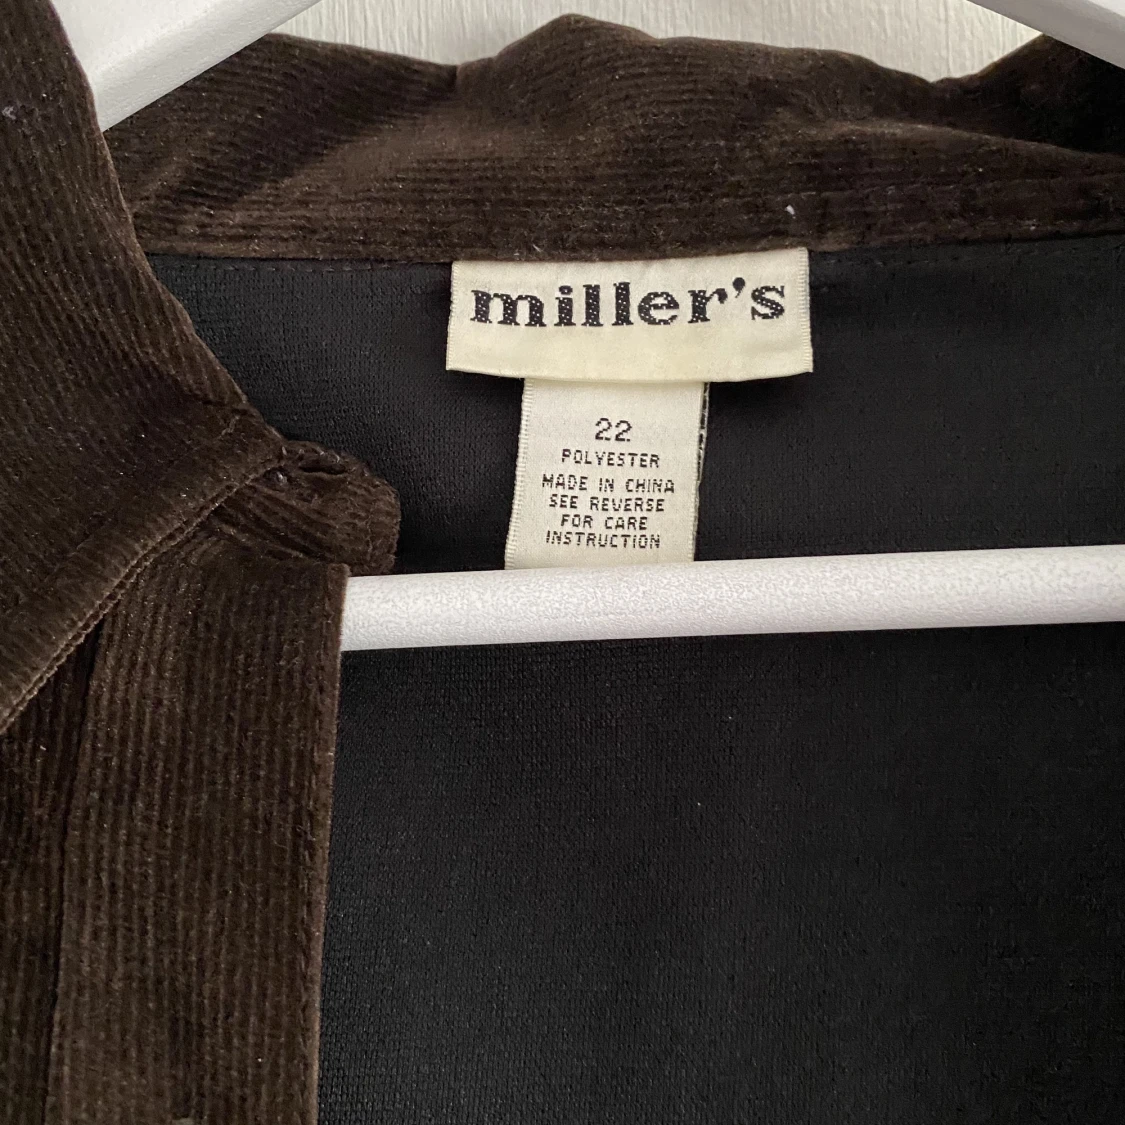 miller's
22
POLYESTER
MADE IN CHINA
SEE REVERSE
FOR CARE
INSTRUCTION